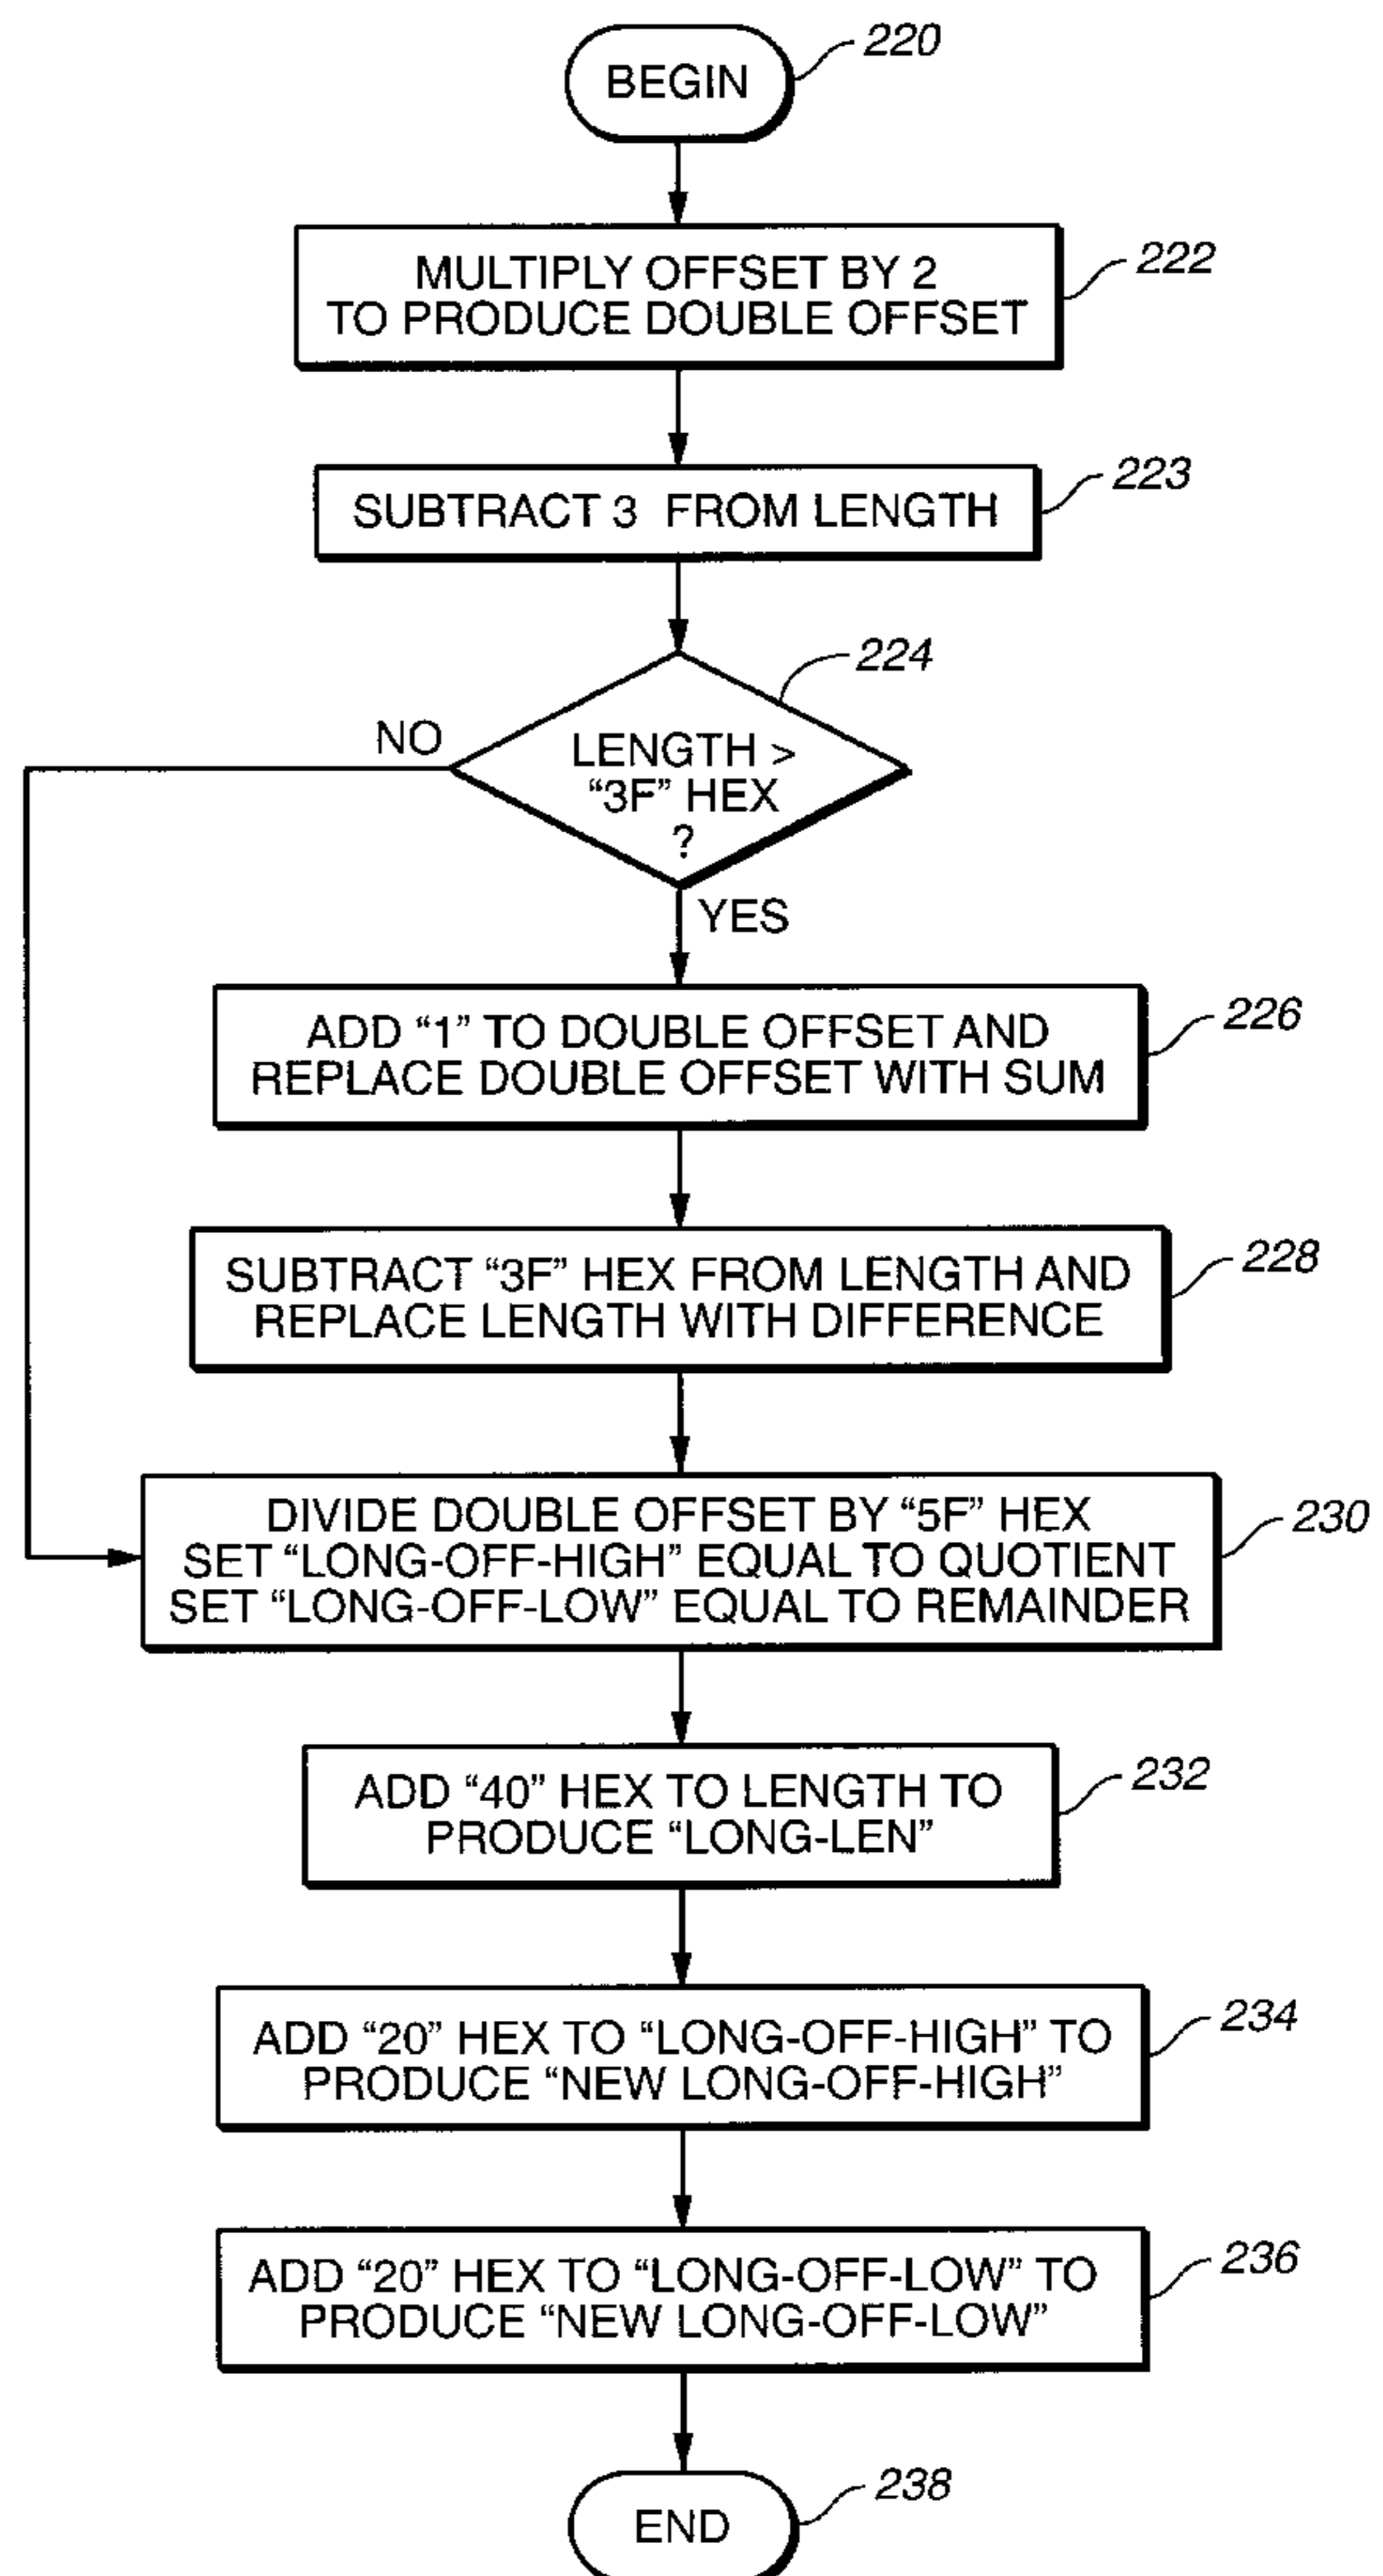 BEGIN
220
MULTIPLY OFFSET BY 2
TO PRODUCE DOUBLE OFFSET
222
SUBTRACT 3 FROM LENGTH
223
224
LENGTH >
“3F” HEX
?
NO
YES
ADD “1” TO DOUBLE OFFSET AND
REPLACE DOUBLE OFFSET WITH SUM
226
SUBTRACT “3F” HEX FROM LENGTH AND
REPLACE LENGTH WITH DIFFERENCE
228
DIVIDE DOUBLE OFFSET BY “5F” HEX
SET “LONG-OFF-HIGH” EQUAL TO QUOTIENT
SET “LONG-OFF-LOW” EQUAL TO REMAINDER
230
ADD “40” HEX TO LENGTH TO
PRODUCE “LONG-LEN”
232
ADD “20” HEX TO “LONG-OFF-HIGH” TO
PRODUCE “NEW LONG-OFF-HIGH”
234
ADD “20” HEX TO “LONG-OFF-LOW” TO
PRODUCE “NEW LONG-OFF-LOW”
236
END
238